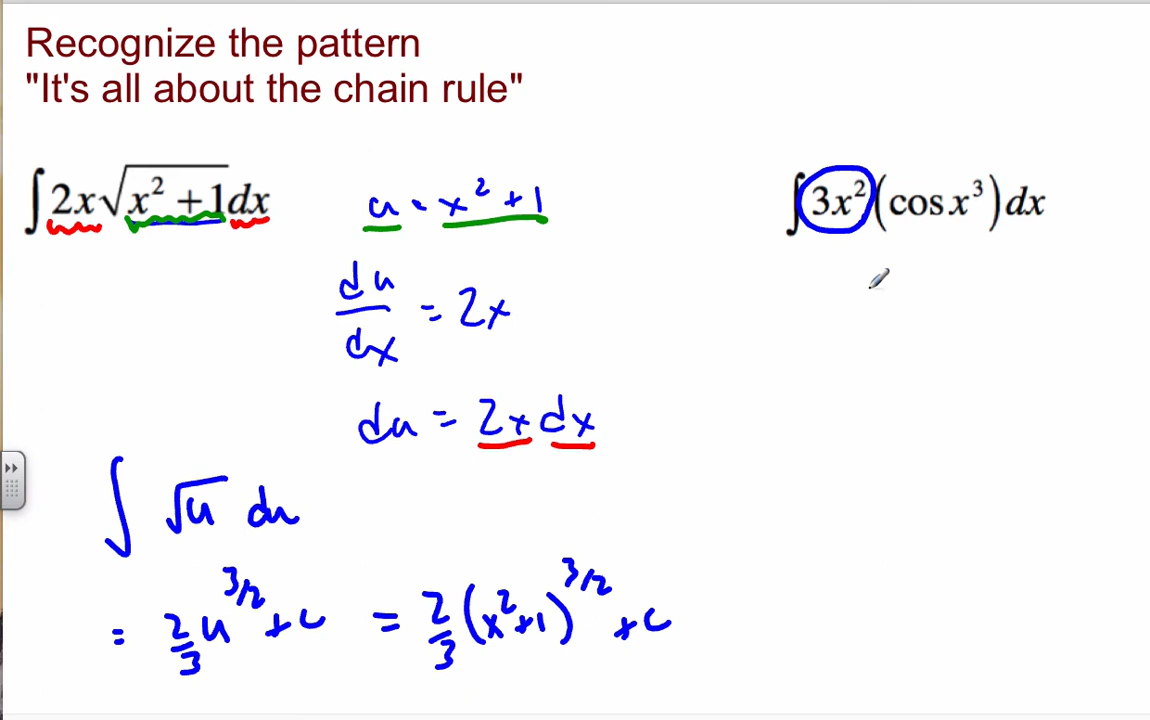 Recognize the pattern
"It's all about the chain rule"
∫2x√(x² + 1)dx
u = x² + 1
du/dx = 2x
du = 2x dx
∫ √u du
= 2/3 u^3/2 + c = 2/3 (x²+1)^3/2 + c
∫3x²(cos x³)dx